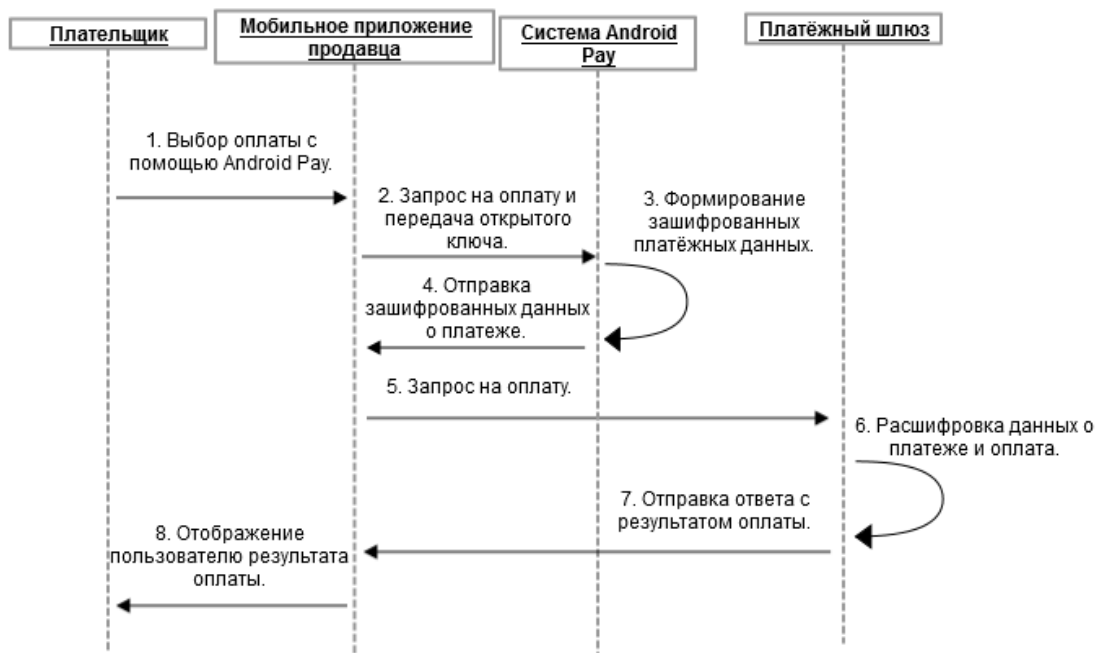 Плательщик
Мобильное приложение
продавца
Система Android
Pay
Платёжный шлюз
1. Выбор оплаты с
помощью Android Pay.
2. Запрос на оплату и
передача открытого
ключа.
3. Формирование
зашифрованных
платёжных данных.
4. Отправка
зашифрованных данных
о платеже.
5. Запрос на оплату.
6. Расшифровка данных о
платеже и оплата.
7. Отправка ответа с
результатом оплаты.
8. Отображение
пользователю результата
оплаты.